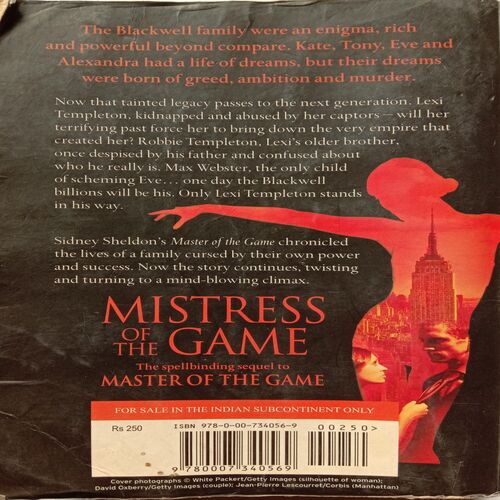 The Blackwell family were an enigma, rich
and powerful beyond compare. Kate, Tony, Eve and
Alexandra had a life of dreams, but their dreams
were born of greed, ambition and murder.
Now that tainted legacy passes to the next generation. Lexi
Templeton, kidnapped and abused by her captors – will her
terrifying past force her to bring down the very empire that
created her? Robbie Templeton, Lexi's older brother,
once despised by his father and confused about
who he really is. Max Webster, the only child
of scheming Eve... one day the Blackwell
billions will be his. Only Lexi Templeton stands
in his way.
Sidney Sheldon's Master of the Game chronicled
the lives of a family cursed by their own power
and success. Now the story continues, twisting
and turning to a mind-blowing climax.
MISTRESS
OF THE GAME
The spellbinding sequel to
MASTER OF THE GAME
FOR SALE IN THE INDIAN SUBCONTINENT ONLY
Rs 250
ISBN 978-0-00-734056-9
00250>
9 780007 340569
Cover photographs © White Packert/Getty Images (silhouette of woman);
David Oxberry/Getty Images (couple); Jean-Pierre Lescourret/Corbis (Manhattan)